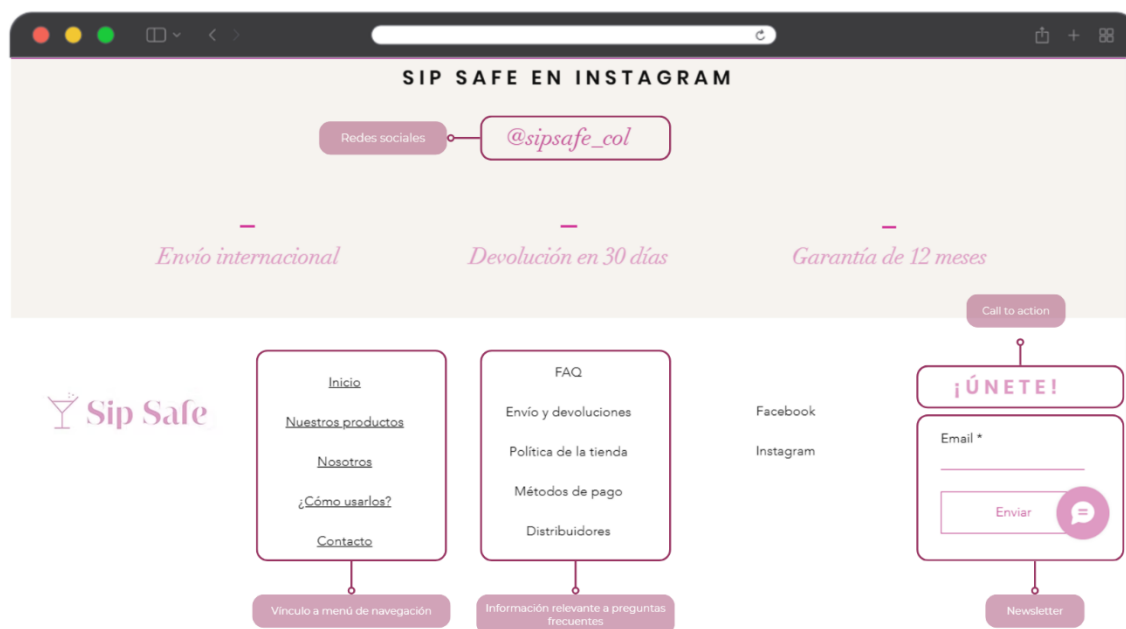 SIP SAFE EN INSTAGRAM
Redes sociales
@sipsafe_col
Envío internacional
Devolución en 30 días
Garantía de 12 meses
Call to action
Sip Safe
Inicio
Nuestros productos
Nosotros
¿Cómo usarlos?
Contacto
Vínculo a menú de navegación
FAQ
Envío y devoluciones
Política de la tienda
Métodos de pago
Distribuidores
Información relevante a preguntas
frecuentes
Facebook
Instagram
¡ÚNETE!
Email *
Enviar
Newsletter